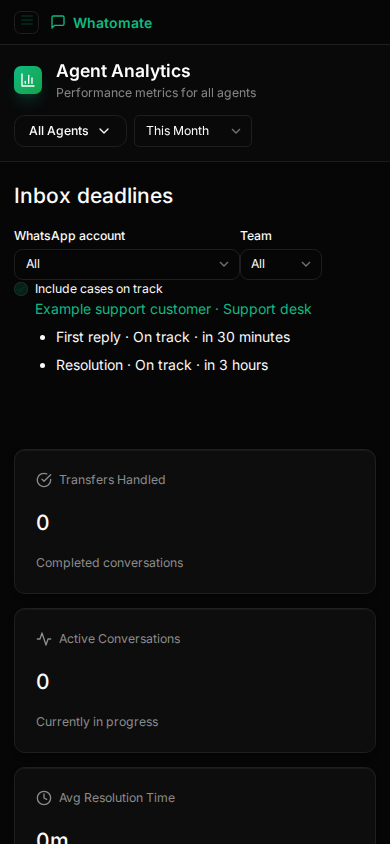 Whatomate
Agent Analytics
Performance metrics for all agents
All Agents
This Month
Inbox deadlines
WhatsApp account
Team
All
All
Include cases on track
Example support customer · Support desk
• First reply · On track · in 30 minutes
• Resolution · On track · in 3 hours
Transfers Handled
0
Completed conversations
Active Conversations
0
Currently in progress
Avg Resolution Time
0m